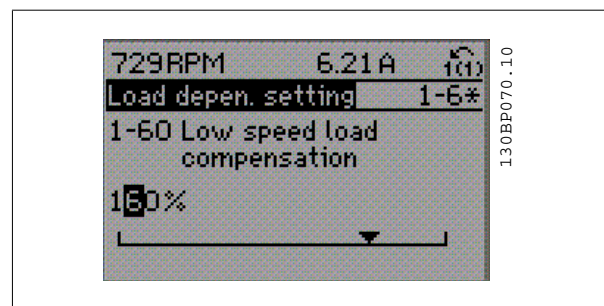 729RPM 6.21A 1(1)
Load depen. setting 1-6*
1-60 Low speed load
compensation
160%
130BP070.10